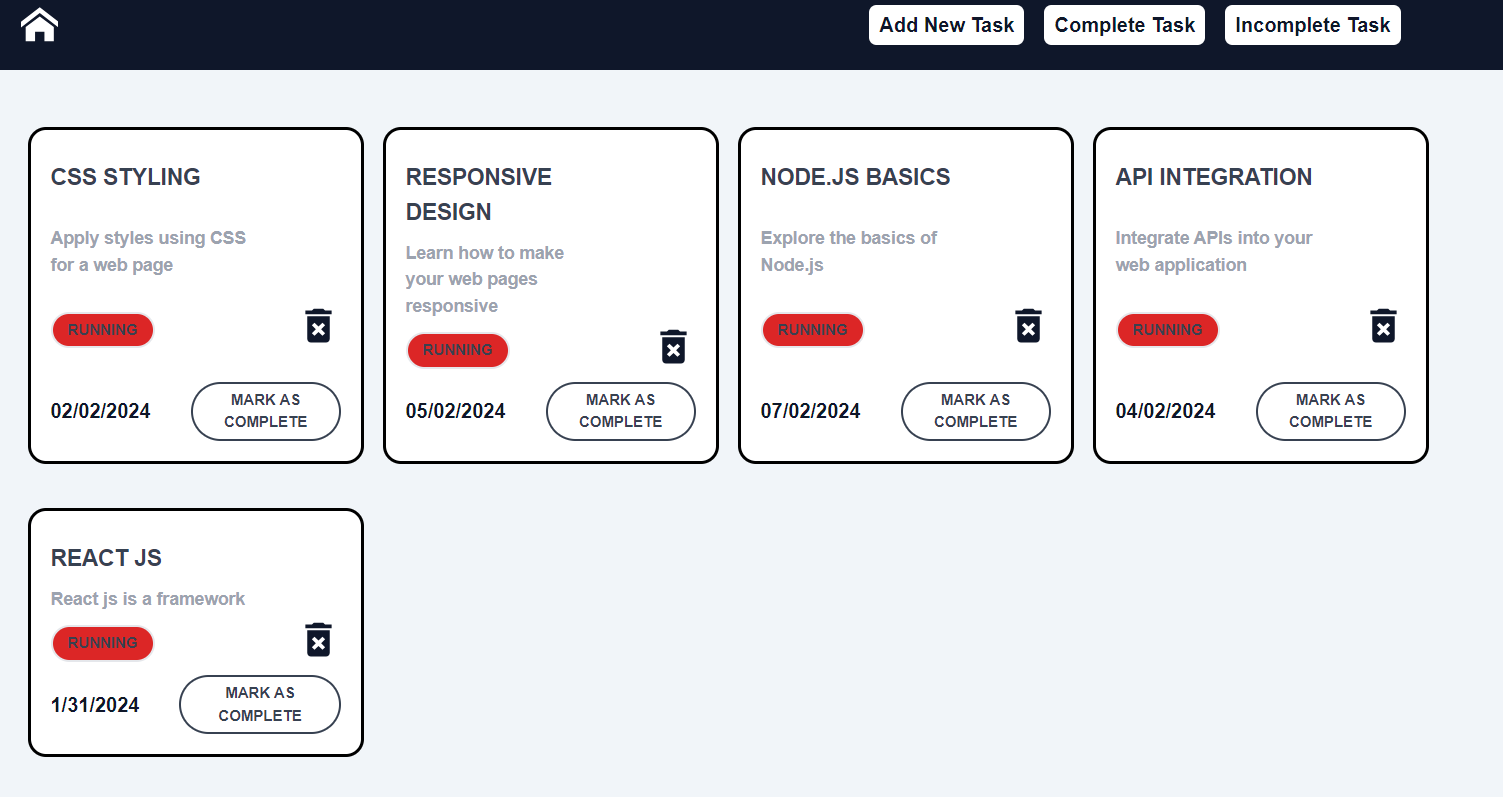 Add New Task
Complete Task
Incomplete Task
CSS STYLING
Apply styles using CSS
for a web page
RUNNING
02/02/2024
MARK AS
COMPLETE
RESPONSIVE
DESIGN
Learn how to make
your web pages
responsive
RUNNING
05/02/2024
MARK AS
COMPLETE
NODE.JS BASICS
Explore the basics of
Node.js
RUNNING
07/02/2024
MARK AS
COMPLETE
API INTEGRATION
Integrate APIs into your
web application
RUNNING
04/02/2024
MARK AS
COMPLETE
REACT JS
React js is a framework
RUNNING
1/31/2024
MARK AS
COMPLETE